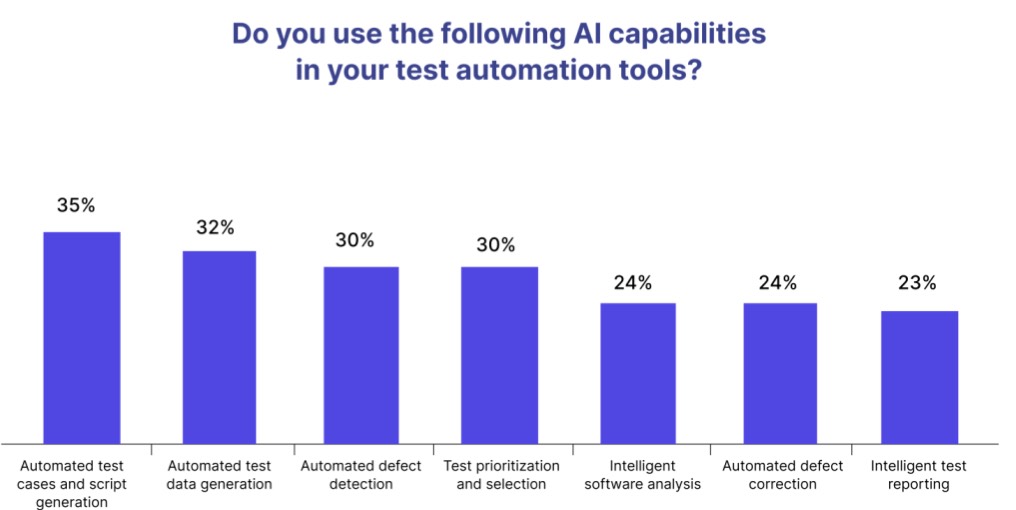 Do you use the following AI capabilities
in your test automation tools?
35%
32%
30%
30%
24%
24%
23%
Automated test
cases and script
generation
Automated test
data generation
Automated defect
detection
Test prioritization
and selection
Intelligent
software analysis
Automated defect
correction
Intelligent test
reporting